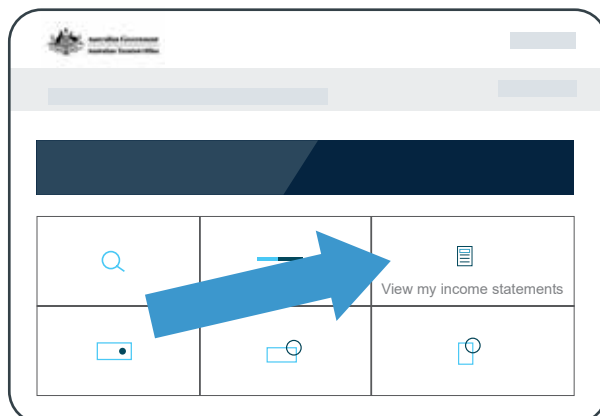 Australian Government
Australian Taxation Office
View my income statements